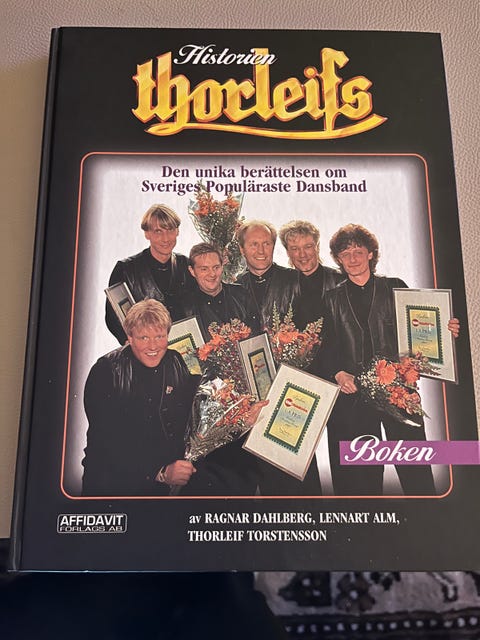 Historien
thorleifs
Den unika berättelsen om
Sveriges Populäraste Dansband
Boken
AFFIDAVIT
FÖRLAGS AB
av RAGNAR DAHLBERG, LENNART ALM,
THORLEIF TORSTENSSON